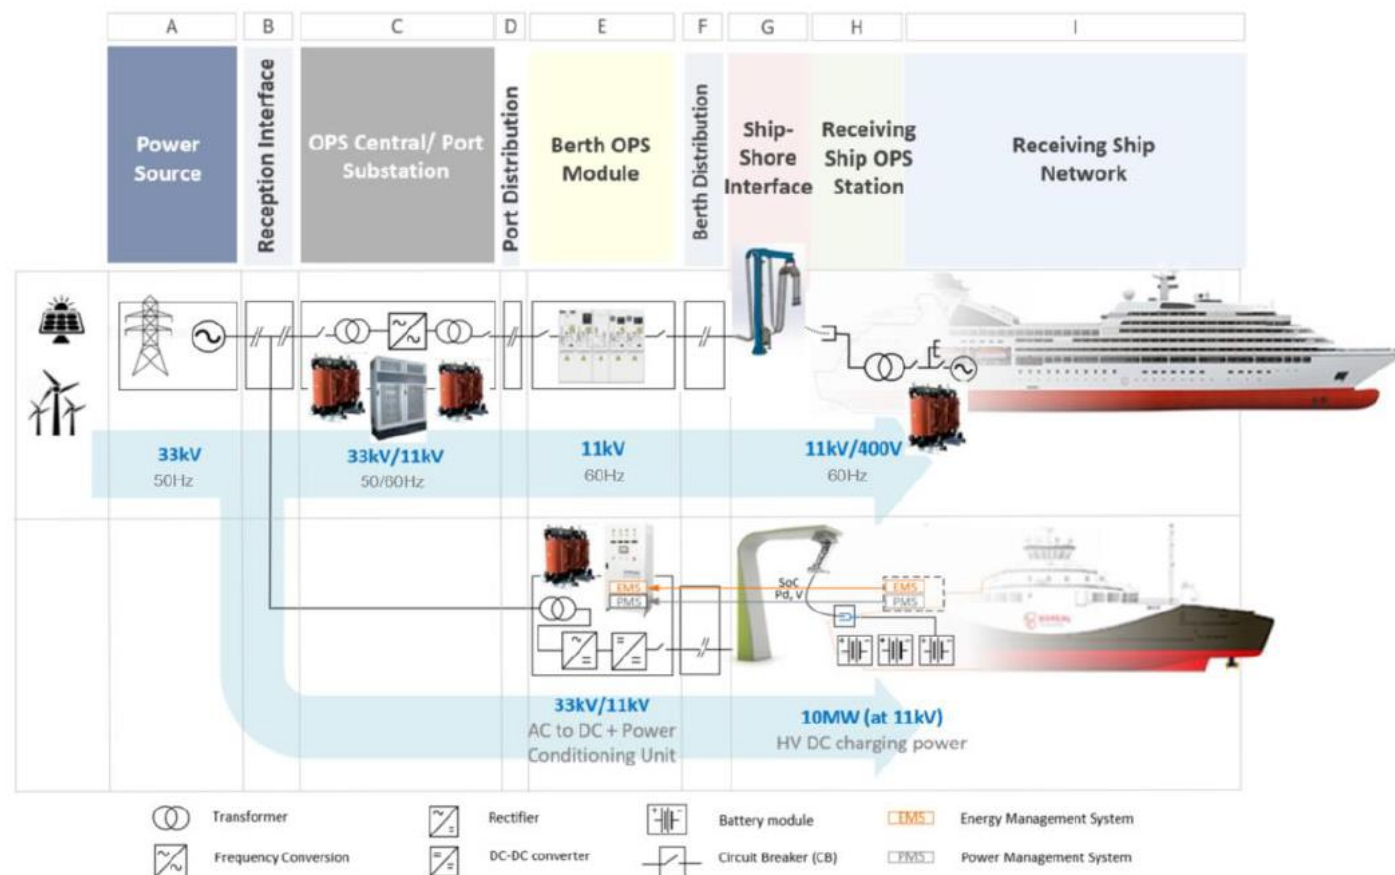 A
B
C
D
E
F
G
H
I
Power
Source
Reception Interface
OPS Central/ Port
Substation
Port Distribution
Berth OPS
Module
Berth Distribution
Ship-
Shore
Interface
Receiving
Ship OPS
Station
Receiving Ship
Network
33kV
50Hz
33kV/11kV
50/60Hz
11kV
60Hz
11kV/400V
60Hz
EMS
PMS
SoC
Pd, V
EMS
PMS
33kV/11kV
AC to DC + Power
Conditioning Unit
10MW (at 11kV)
HV DC charging power
Transformer
Rectifier
Battery module
EMS
Energy Management System
Frequency Conversion
DC-DC converter
Circuit Breaker (CB)
PMS
Power Management System